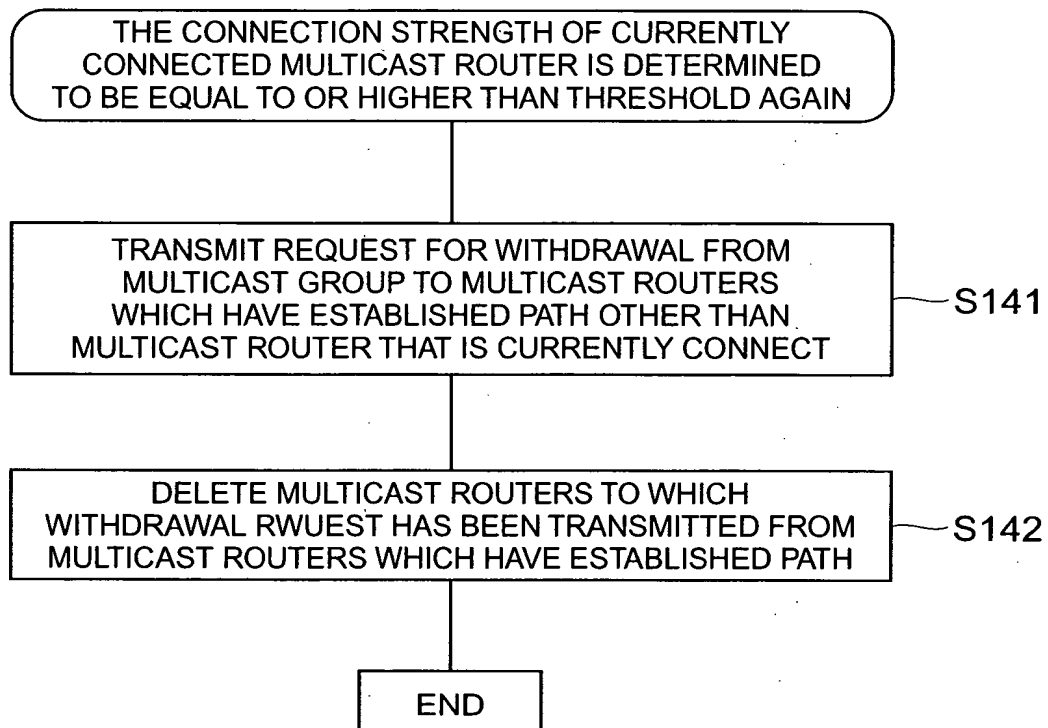 THE CONNECTION STRENGTH OF CURRENTLY
CONNECTED MULTICAST ROUTER IS DETERMINED
TO BE EQUAL TO OR HIGHER THAN THRESHOLD AGAIN
TRANSMIT REQUEST FOR WITHDRAWAL FROM
MULTICAST GROUP TO MULTICAST ROUTERS
WHICH HAVE ESTABLISHED PATH OTHER THAN
MULTICAST ROUTER THAT IS CURRENTLY CONNECT
S141
DELETE MULTICAST ROUTERS TO WHICH
WITHDRAWAL RWUEST HAS BEEN TRANSMITTED FROM
MULTICAST ROUTERS WHICH HAVE ESTABLISHED PATH
S142
END